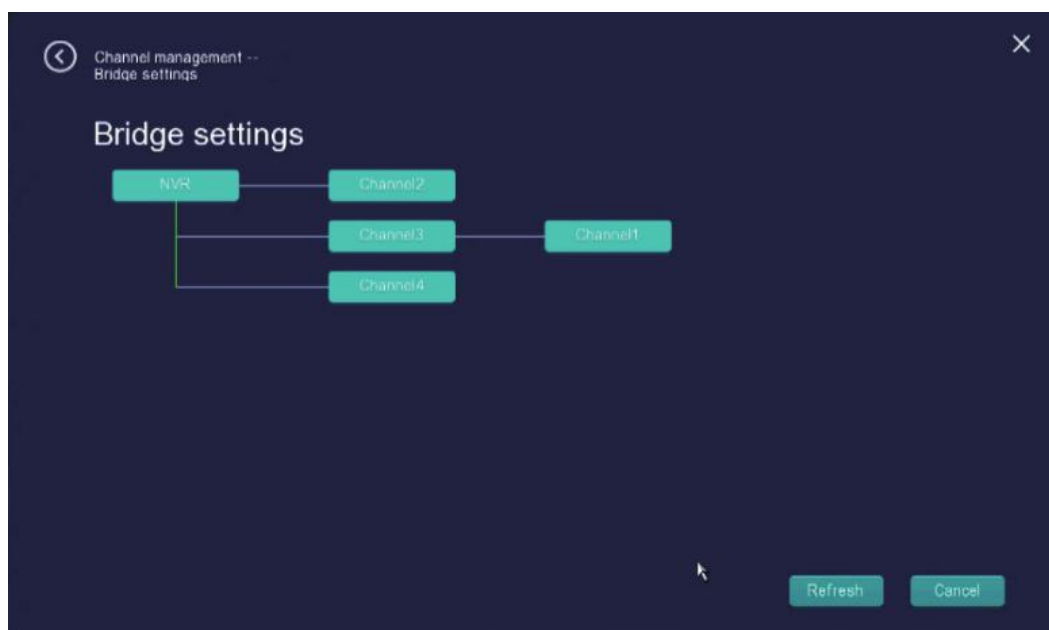 Channel management --
Bridge settings
Bridge settings
NVR
Channel2
Channel3
Channel1
Channel4
Refresh
Cancel